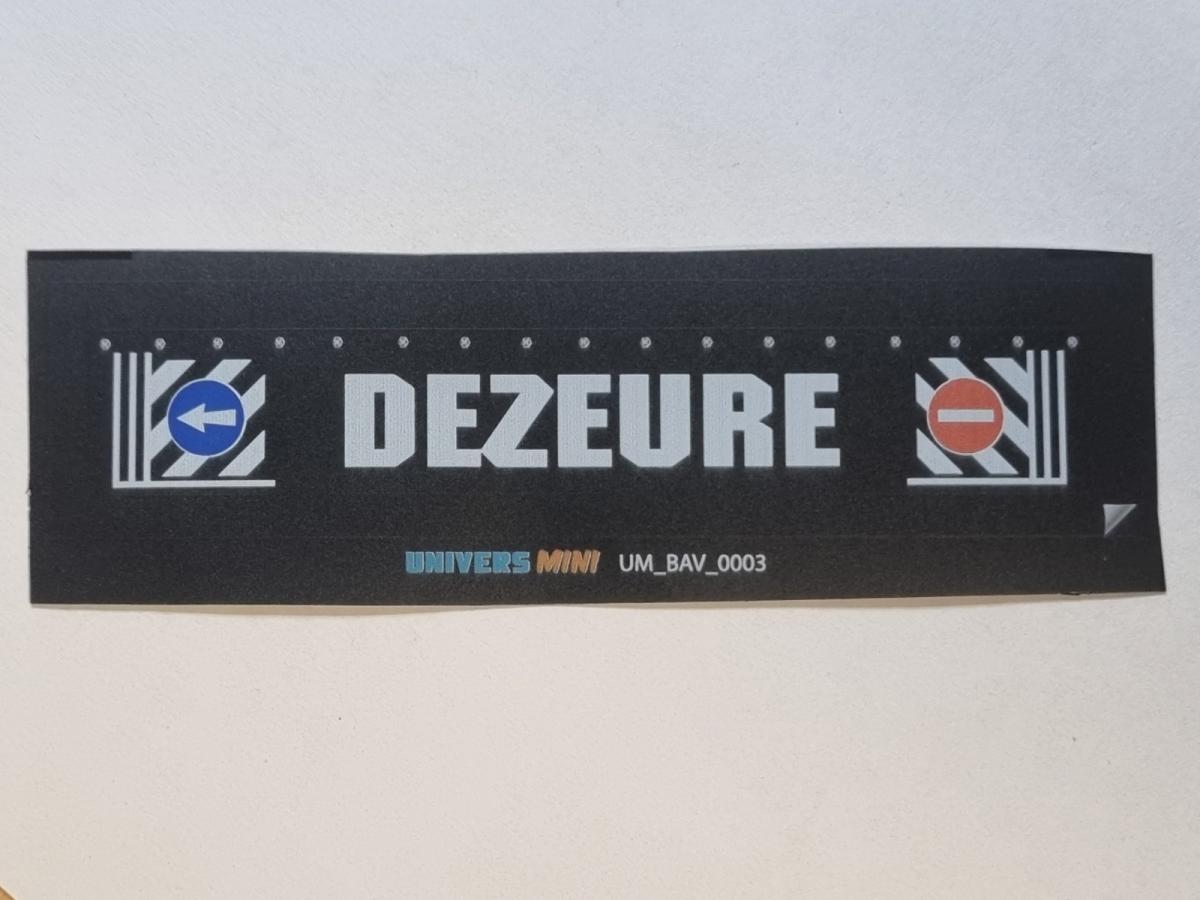 DEZEURE
UNIVERS MINI UM_BAV_0003